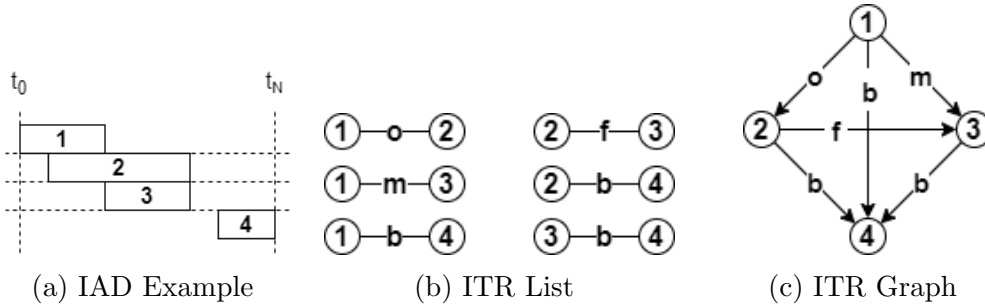 t0 tN
1
2
3
4
(a) IAD Example
1 o 2
1 m 3
1 b 4
2 f 3
2 b 4
3 b 4
(b) ITR List
1
o b m
2 f 3
b b
4
(c) ITR Graph